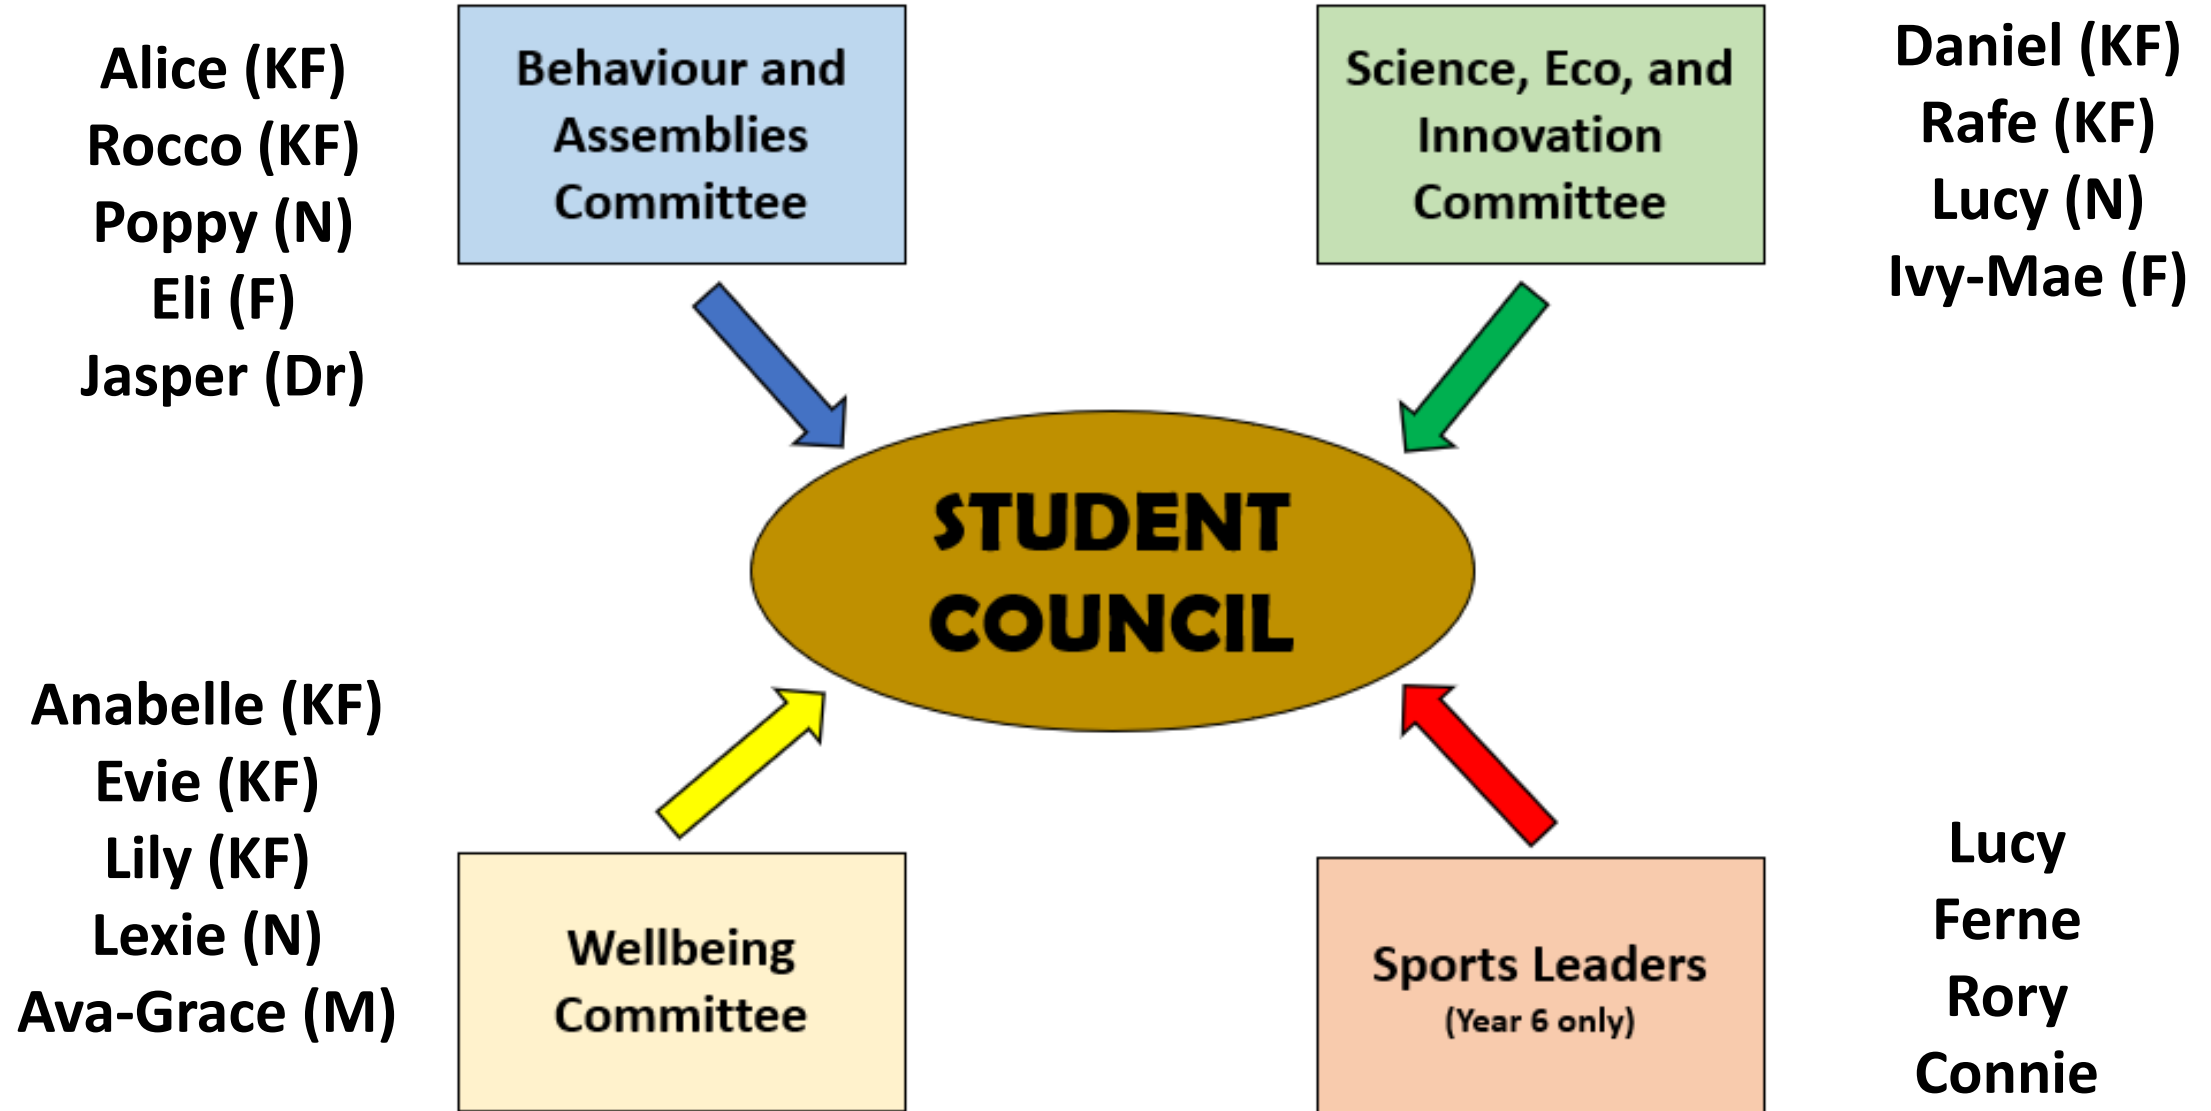 Alice (KF)
Rocco (KF)
Poppy (N)
Eli (F)
Jasper (Dr)
Behaviour and
Assemblies
Committee
Science, Eco, and
Innovation
Committee
Daniel (KF)
Rafe (KF)
Lucy (N)
Ivy-Mae (F)
STUDENT
COUNCIL
Anabelle (KF)
Evie (KF)
Lily (KF)
Lexie (N)
Ava-Grace (M)
Wellbeing
Committee
Sports Leaders
(Year 6 only)
Lucy
Ferne
Rory
Connie